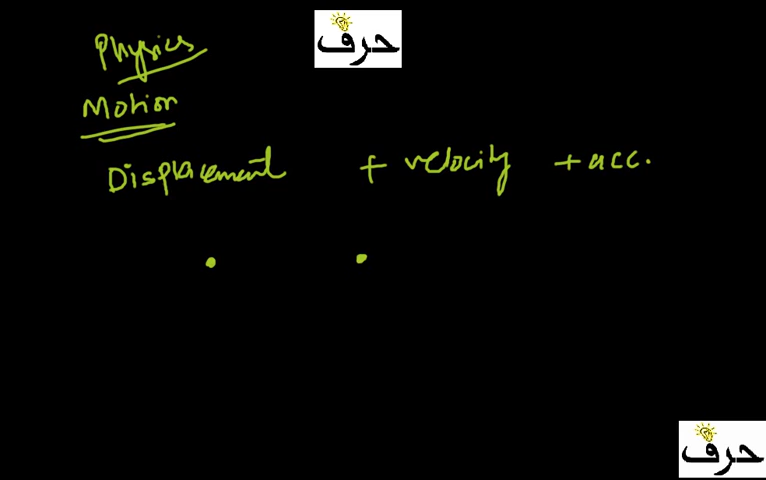 Physics
حرف
Motion
Displacement + velocity + acc.
حرف